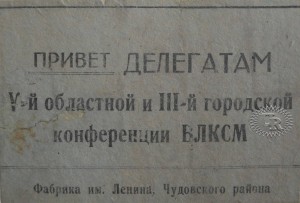 ПРИВЕТ ДЕЛЕГАТАМ
V-й областной и III-й городской
конференции ВЛКСМ
Фабрика им. Ленина, Чудовского района